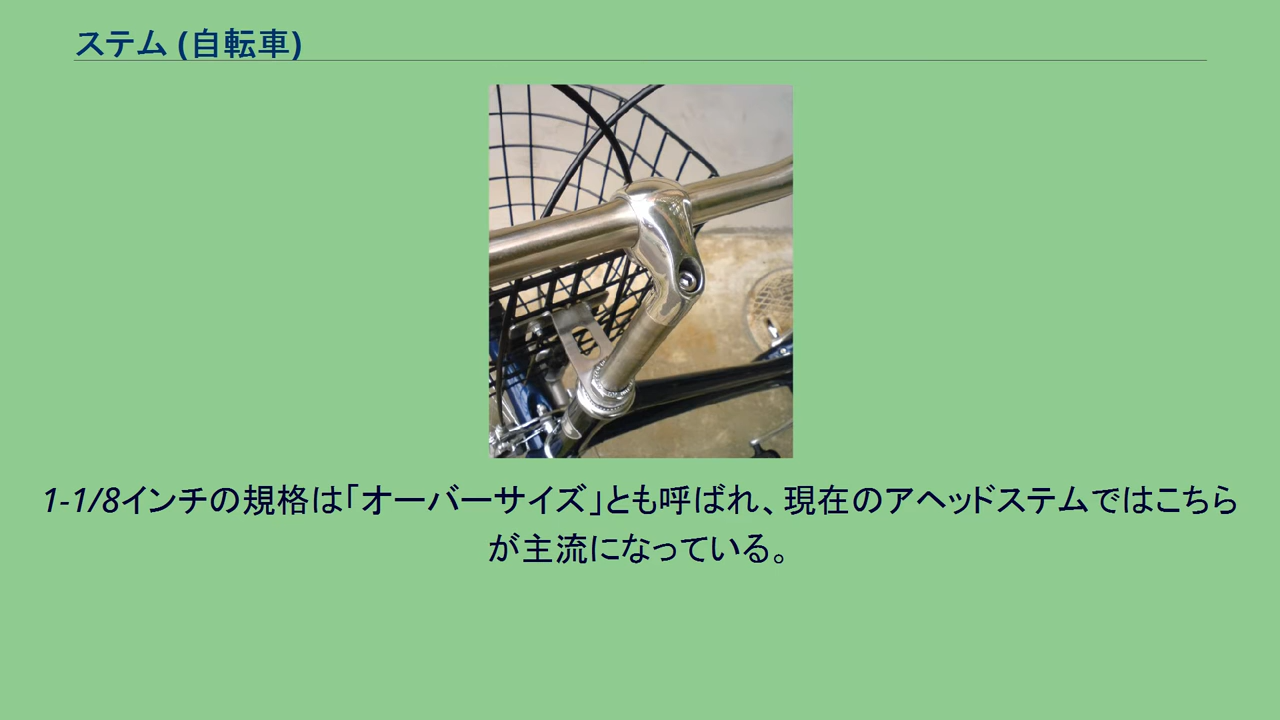 ステム (自転車)
1-1/8インチの規格は「オーバーサイズ」とも呼ばれ、現在のアヘッドステムではこちら
が主流になっている。